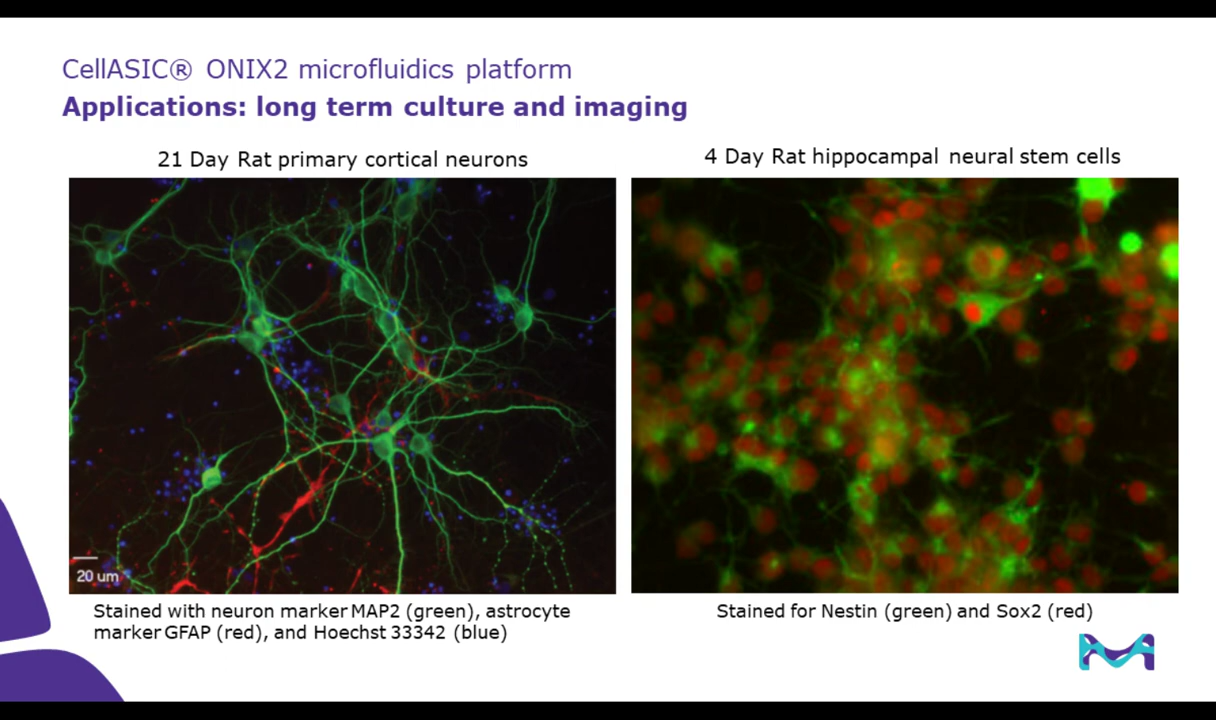 CellASIC® ONIX2 microfluidics platform
Applications: long term culture and imaging
21 Day Rat primary cortical neurons
4 Day Rat hippocampal neural stem cells
20 um
Stained with neuron marker MAP2 (green), astrocyte
marker GFAP (red), and Hoechst 33342 (blue)
Stained for Nestin (green) and Sox2 (red)